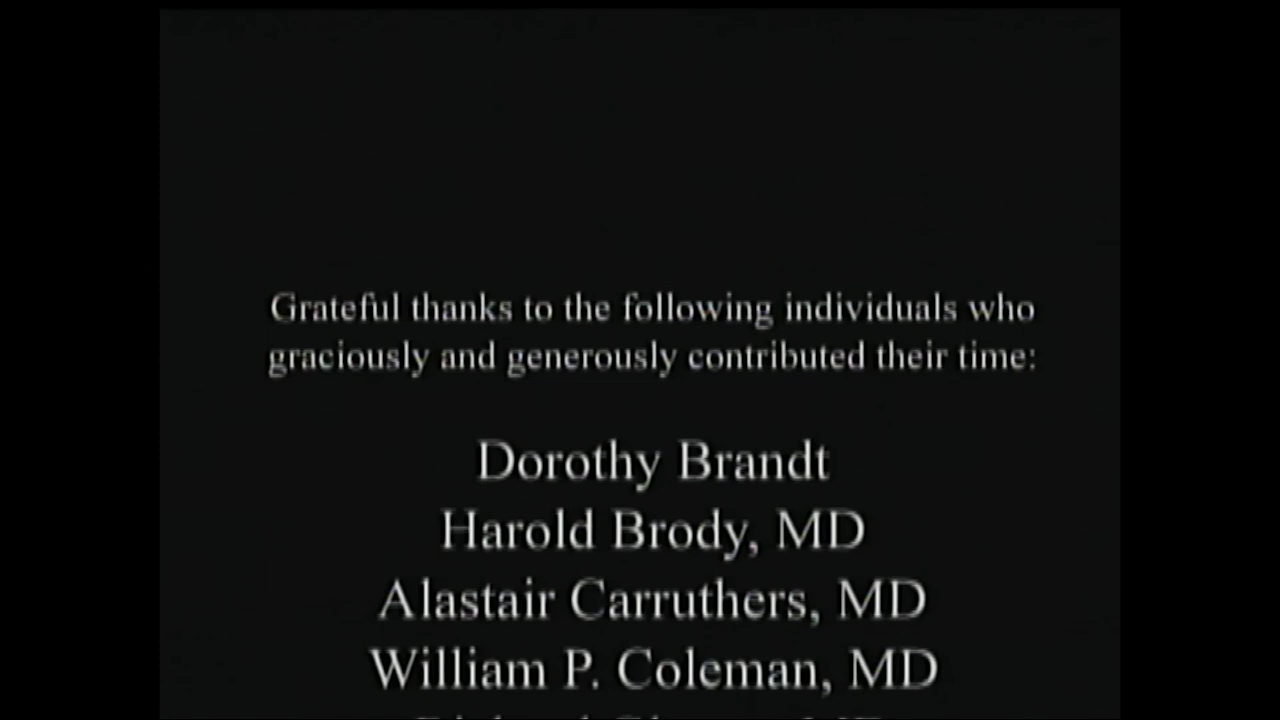 Grateful thanks to the following individuals who
graciously and generously contributed their time:
Dorothy Brandt
Harold Brody, MD
Alastair Carruthers, MD
William P. Coleman, MD